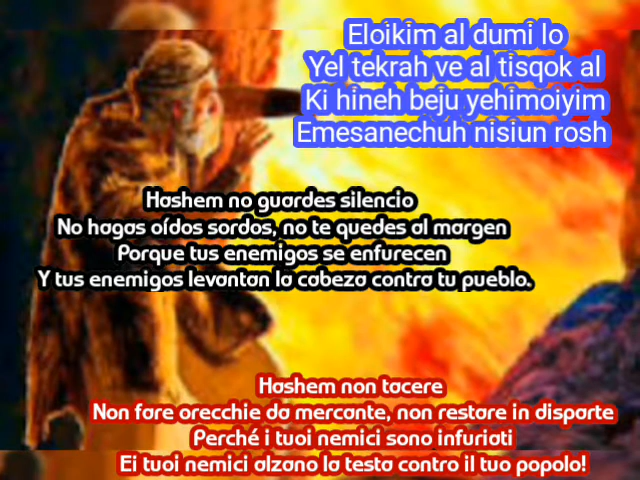 Eloikim al dumi lo
Yel tekrah ve al tisqok al
Ki hineh beju yehimoiyim
Emesanechuh nisiun rosh
Hashem no guardes silencio
No hagas oídos sordos, no te quedes al margen
Porque tus enemigos se enfurecen
Y tus enemigos levantan la cabeza contra tu pueblo.
Hashem non tacere
Non fare orecchie da mercante, non restare in disparte
Perché i tuoi nemici sono infuriati
Ei tuoi nemici alzano la testa contro il tuo popolo!